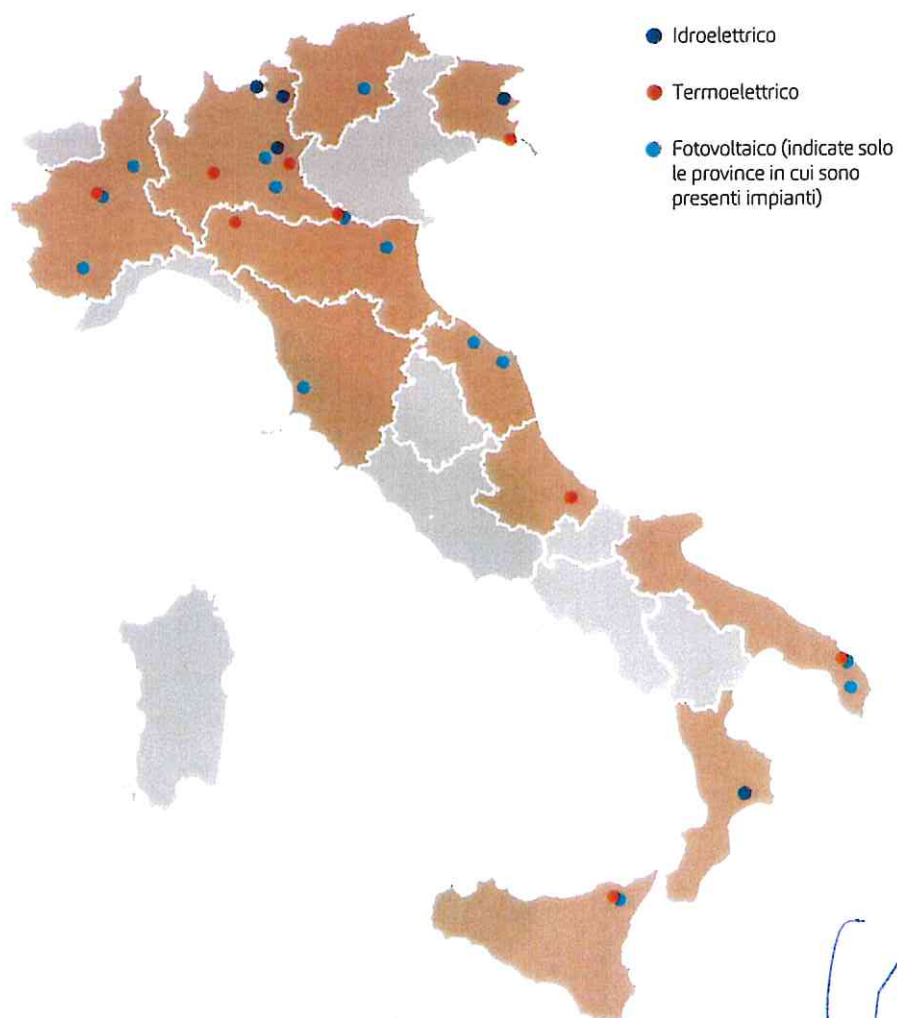 Idroelettrico
Termoelettrico
Fotovoltaico (indicate solo
le province in cui sono
presenti impianti)